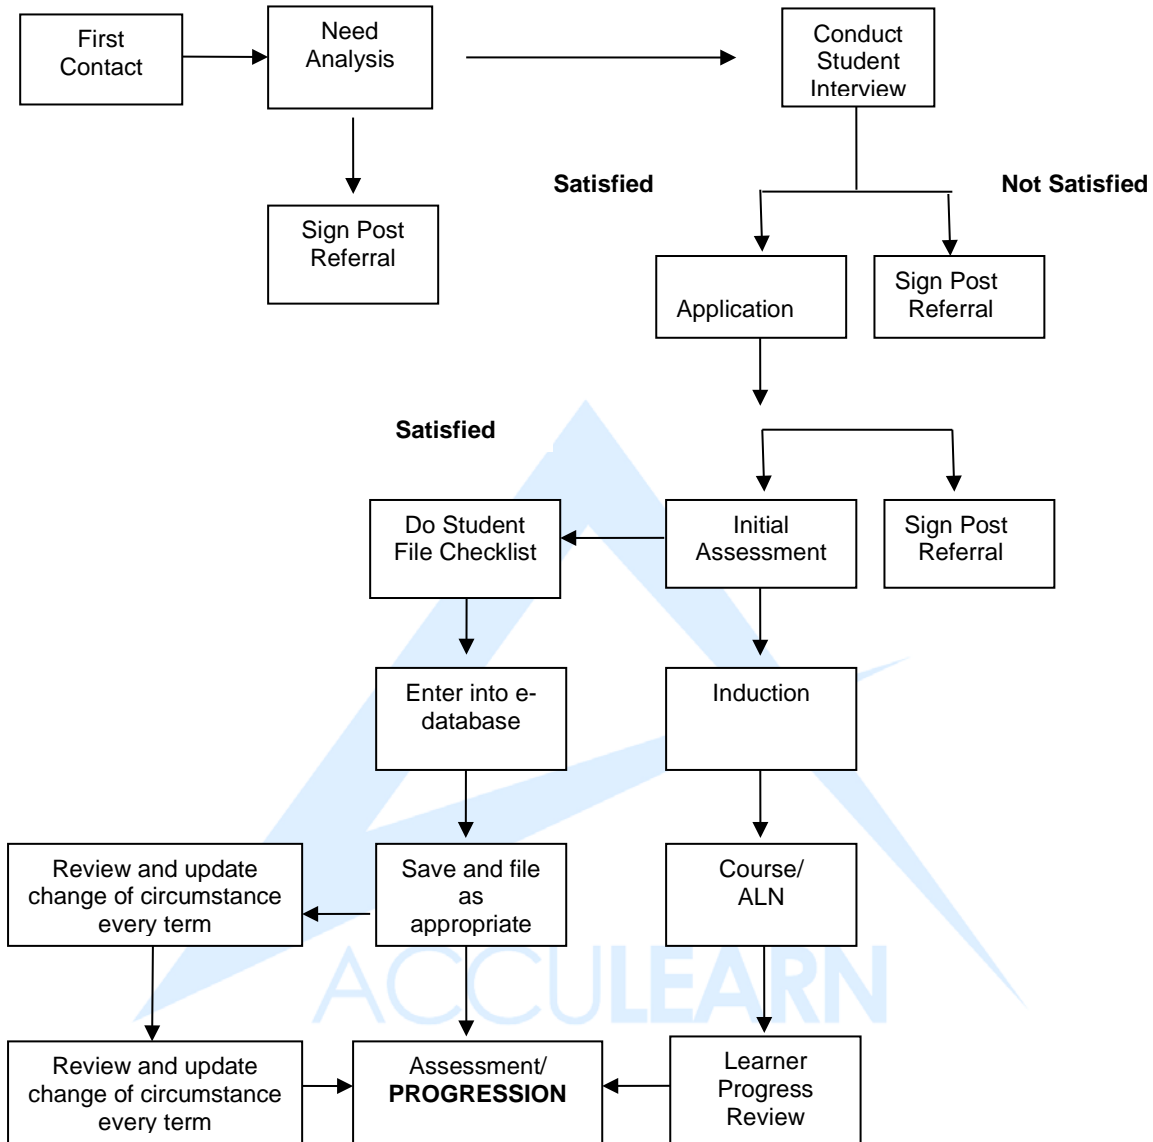 First
Contact
Need
Analysis
Conduct
Student
Interview
Satisfied
Not Satisfied
Sign Post
Referral
Application
Sign Post
Referral
Satisfied
Do Student
File Checklist
Initial
Assessment
Sign Post
Referral
Enter into e-
database
Induction
Review and update
change of circumstance
every term
Save and file
as
appropriate
Course/
ALN
ACCULEARN
Review and update
change of circumstance
every term
Assessment/
PROGRESSION
Learner
Progress
Review